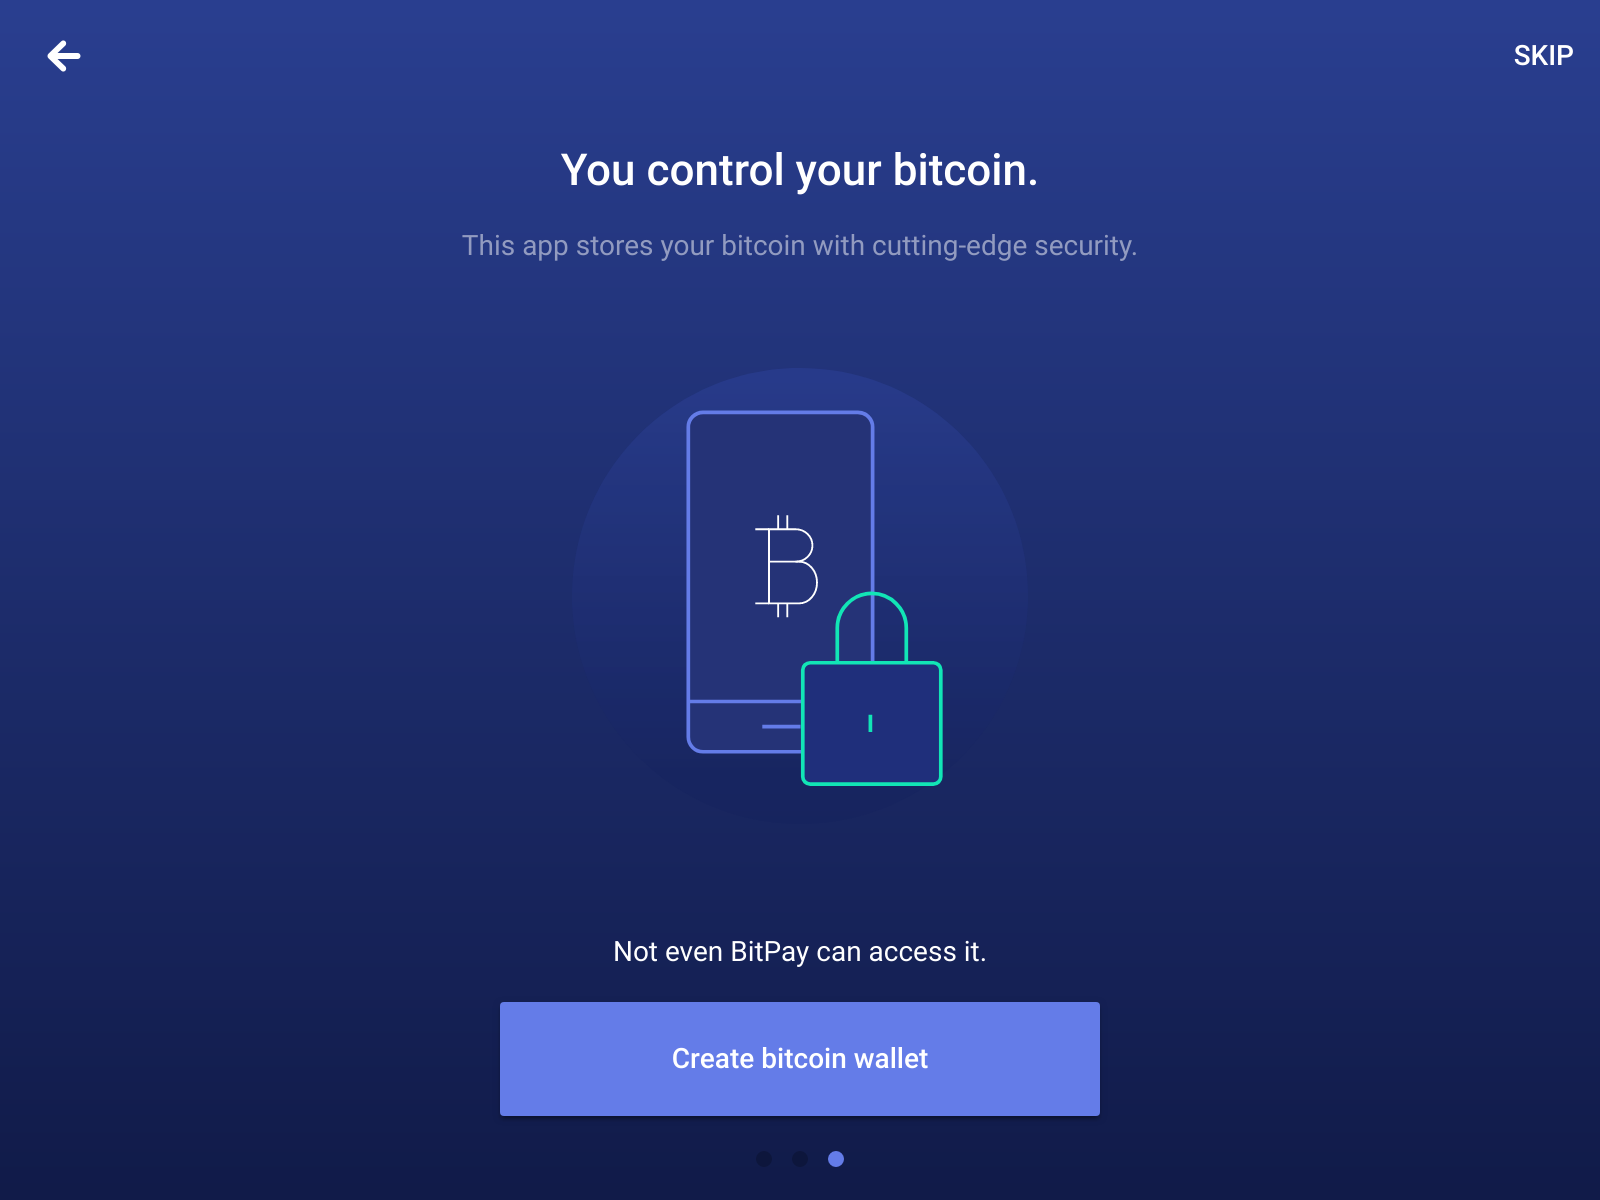 SKIP
You control your bitcoin.
This app stores your bitcoin with cutting-edge security.
Not even BitPay can access it.
Create bitcoin wallet